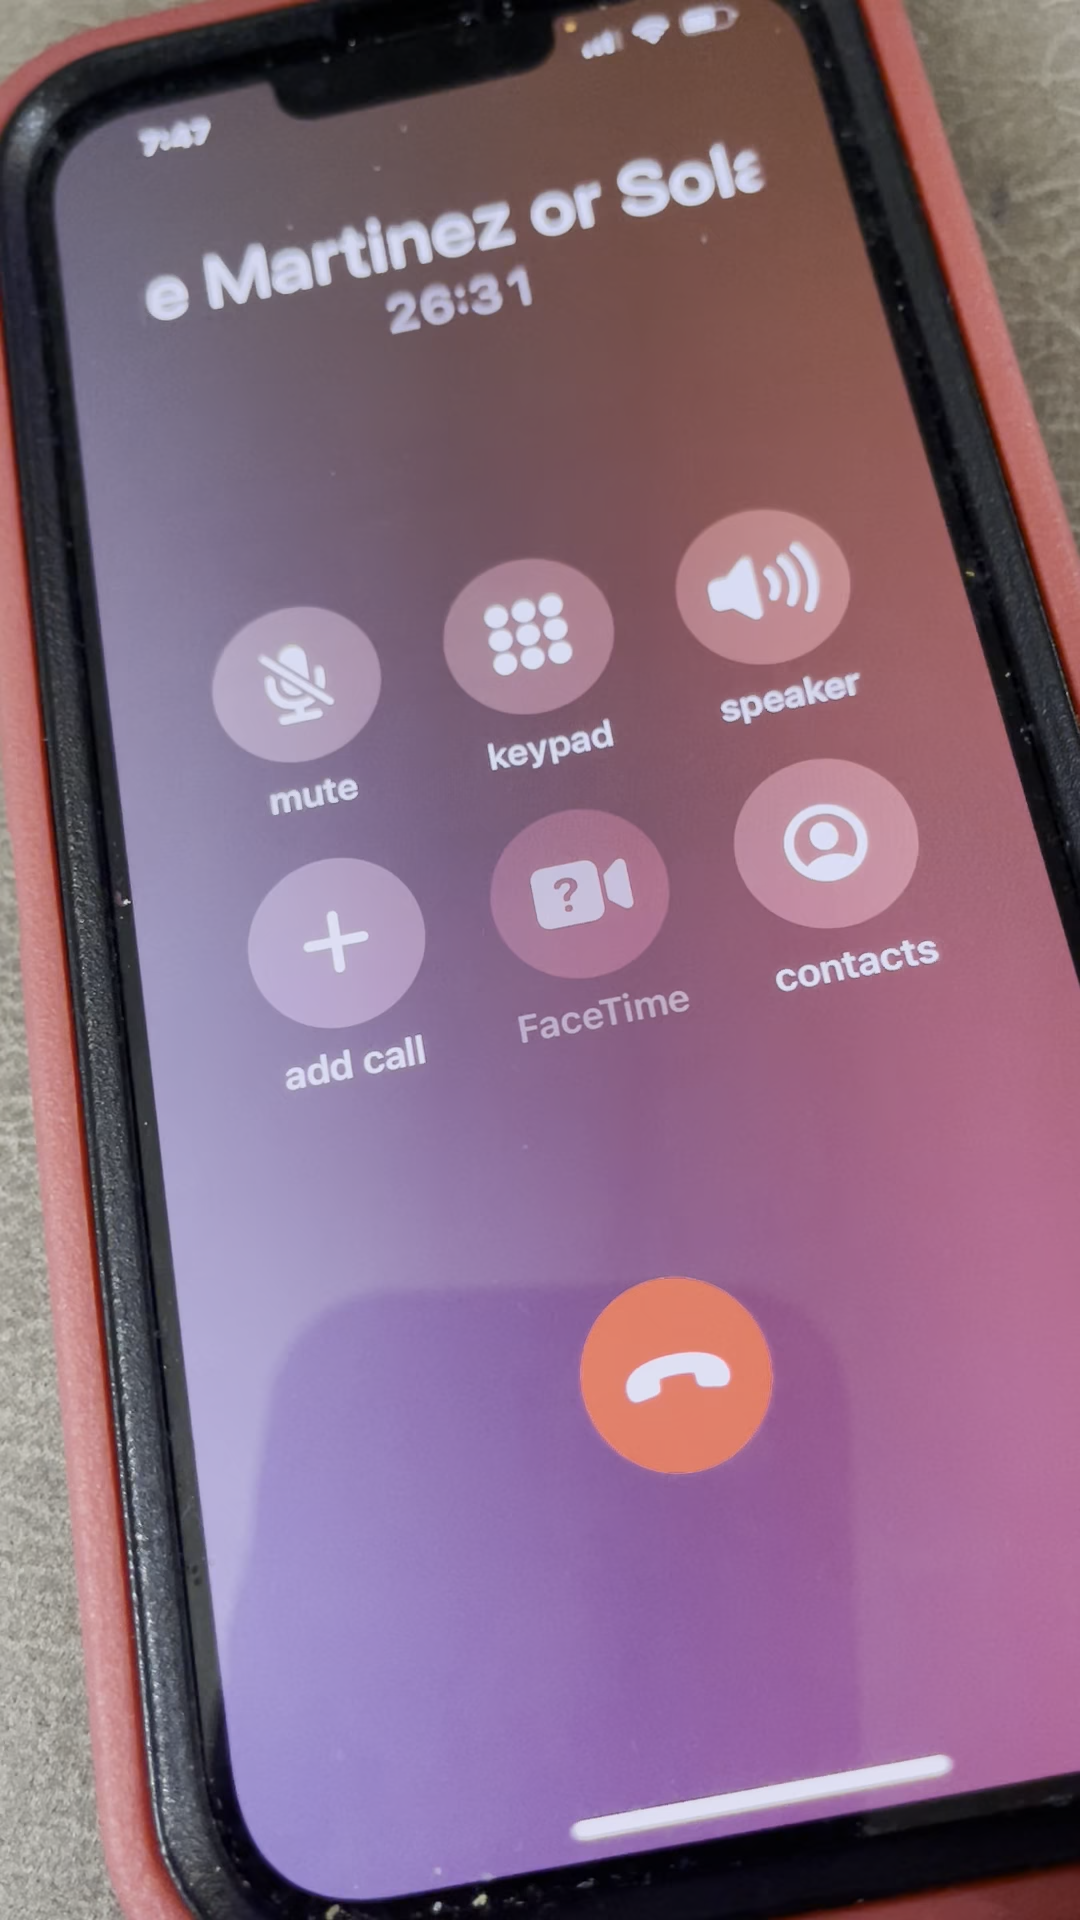 7:47
e Martinez or Sola
26:31
mute
keypad
speaker
add call
FaceTime
contacts